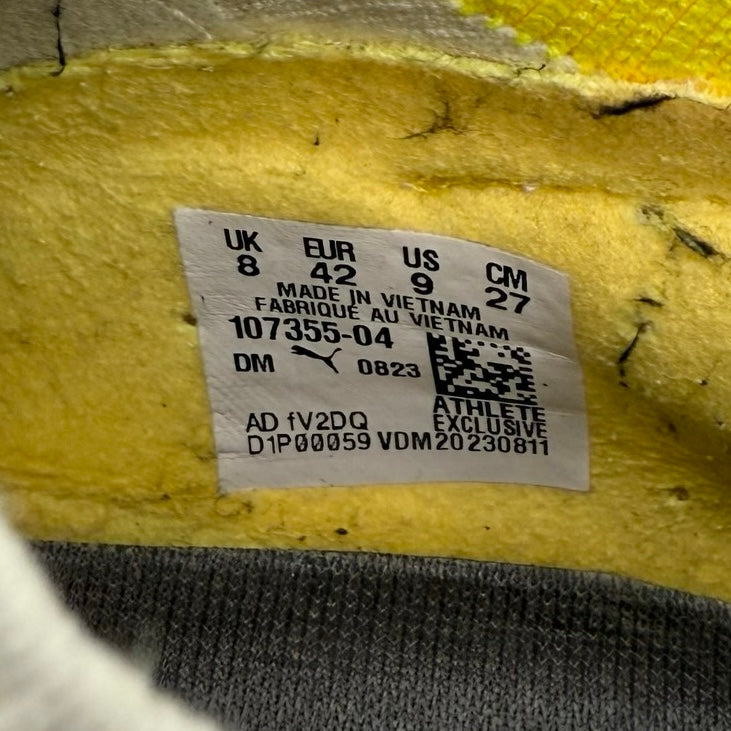 UK EUR US CM
8 42 9 27
MADE IN VIETNAM
FABRIQUE AU VIETNAM
107355-04
DM 0823
ATHLETE
EXCLUSIVE
AD fV2DQ
D1P00059 VDM20230811